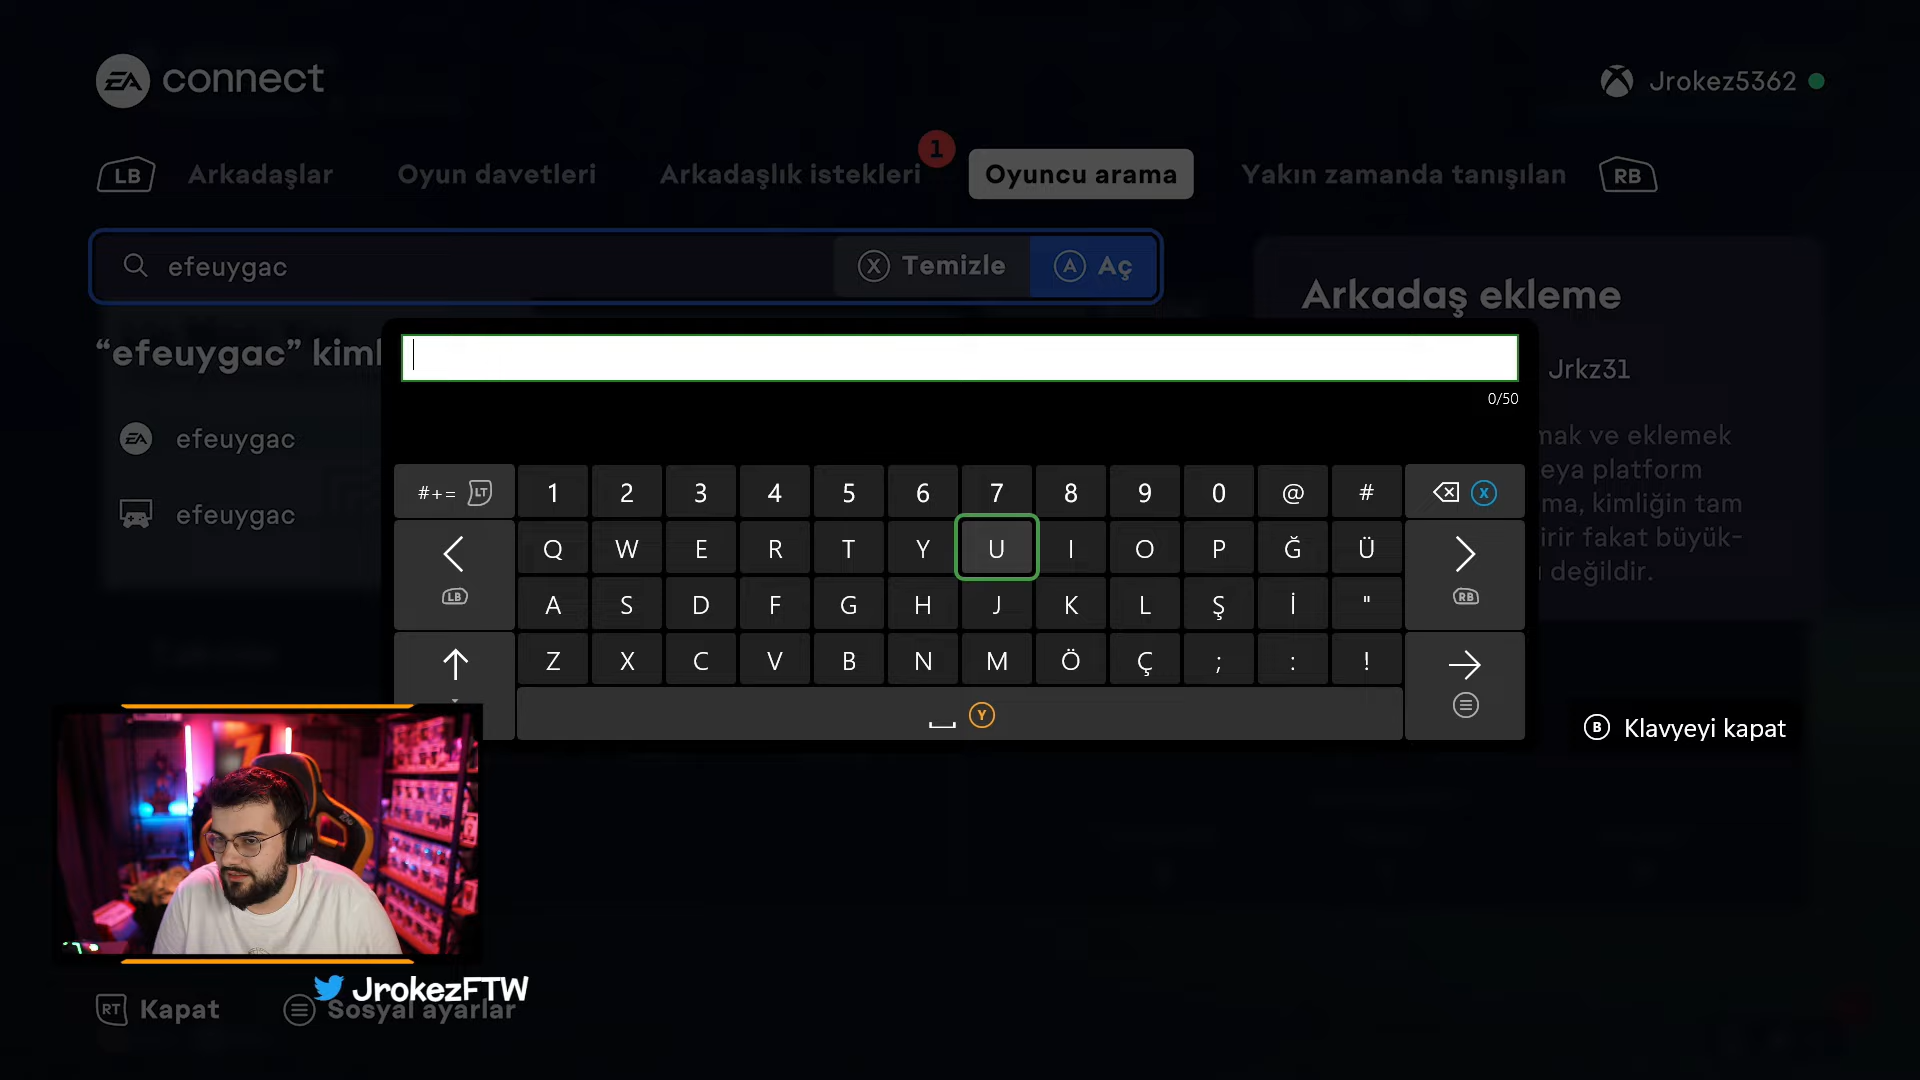 EA connect
Jrokez5362
LB Arkadaşlar Oyun davetleri Arkadaşlık istekleri 1 Oyuncu arama Yakın zamanda tanışılan RB
efeuygac X Temizle A Aç
Arkadaş ekleme
“efeuygac” kiml
Jrkz31
0/50
EA efeuygac
mak ve eklemek
eya platform
ma, kimliğin tam
irir fakat büyük-
değildir.
efeuygac
#+= LT 1 2 3 4 5 6 7 8 9 0 @ # X
LB Q W E R T Y U I O P Ğ Ü RB
A S D F G H J K L Ş İ "
Z X C V B N M Ö Ç ; : !
Y
B Klavyeyi kapat
JrokezFTW
RT Kapat Sosyal ayarlar